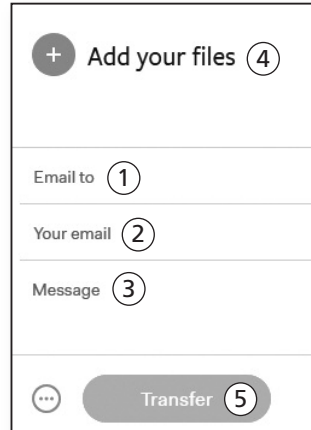 + Add your files ④
Email to ①
Your email ②
Message ③
Transfer ⑤